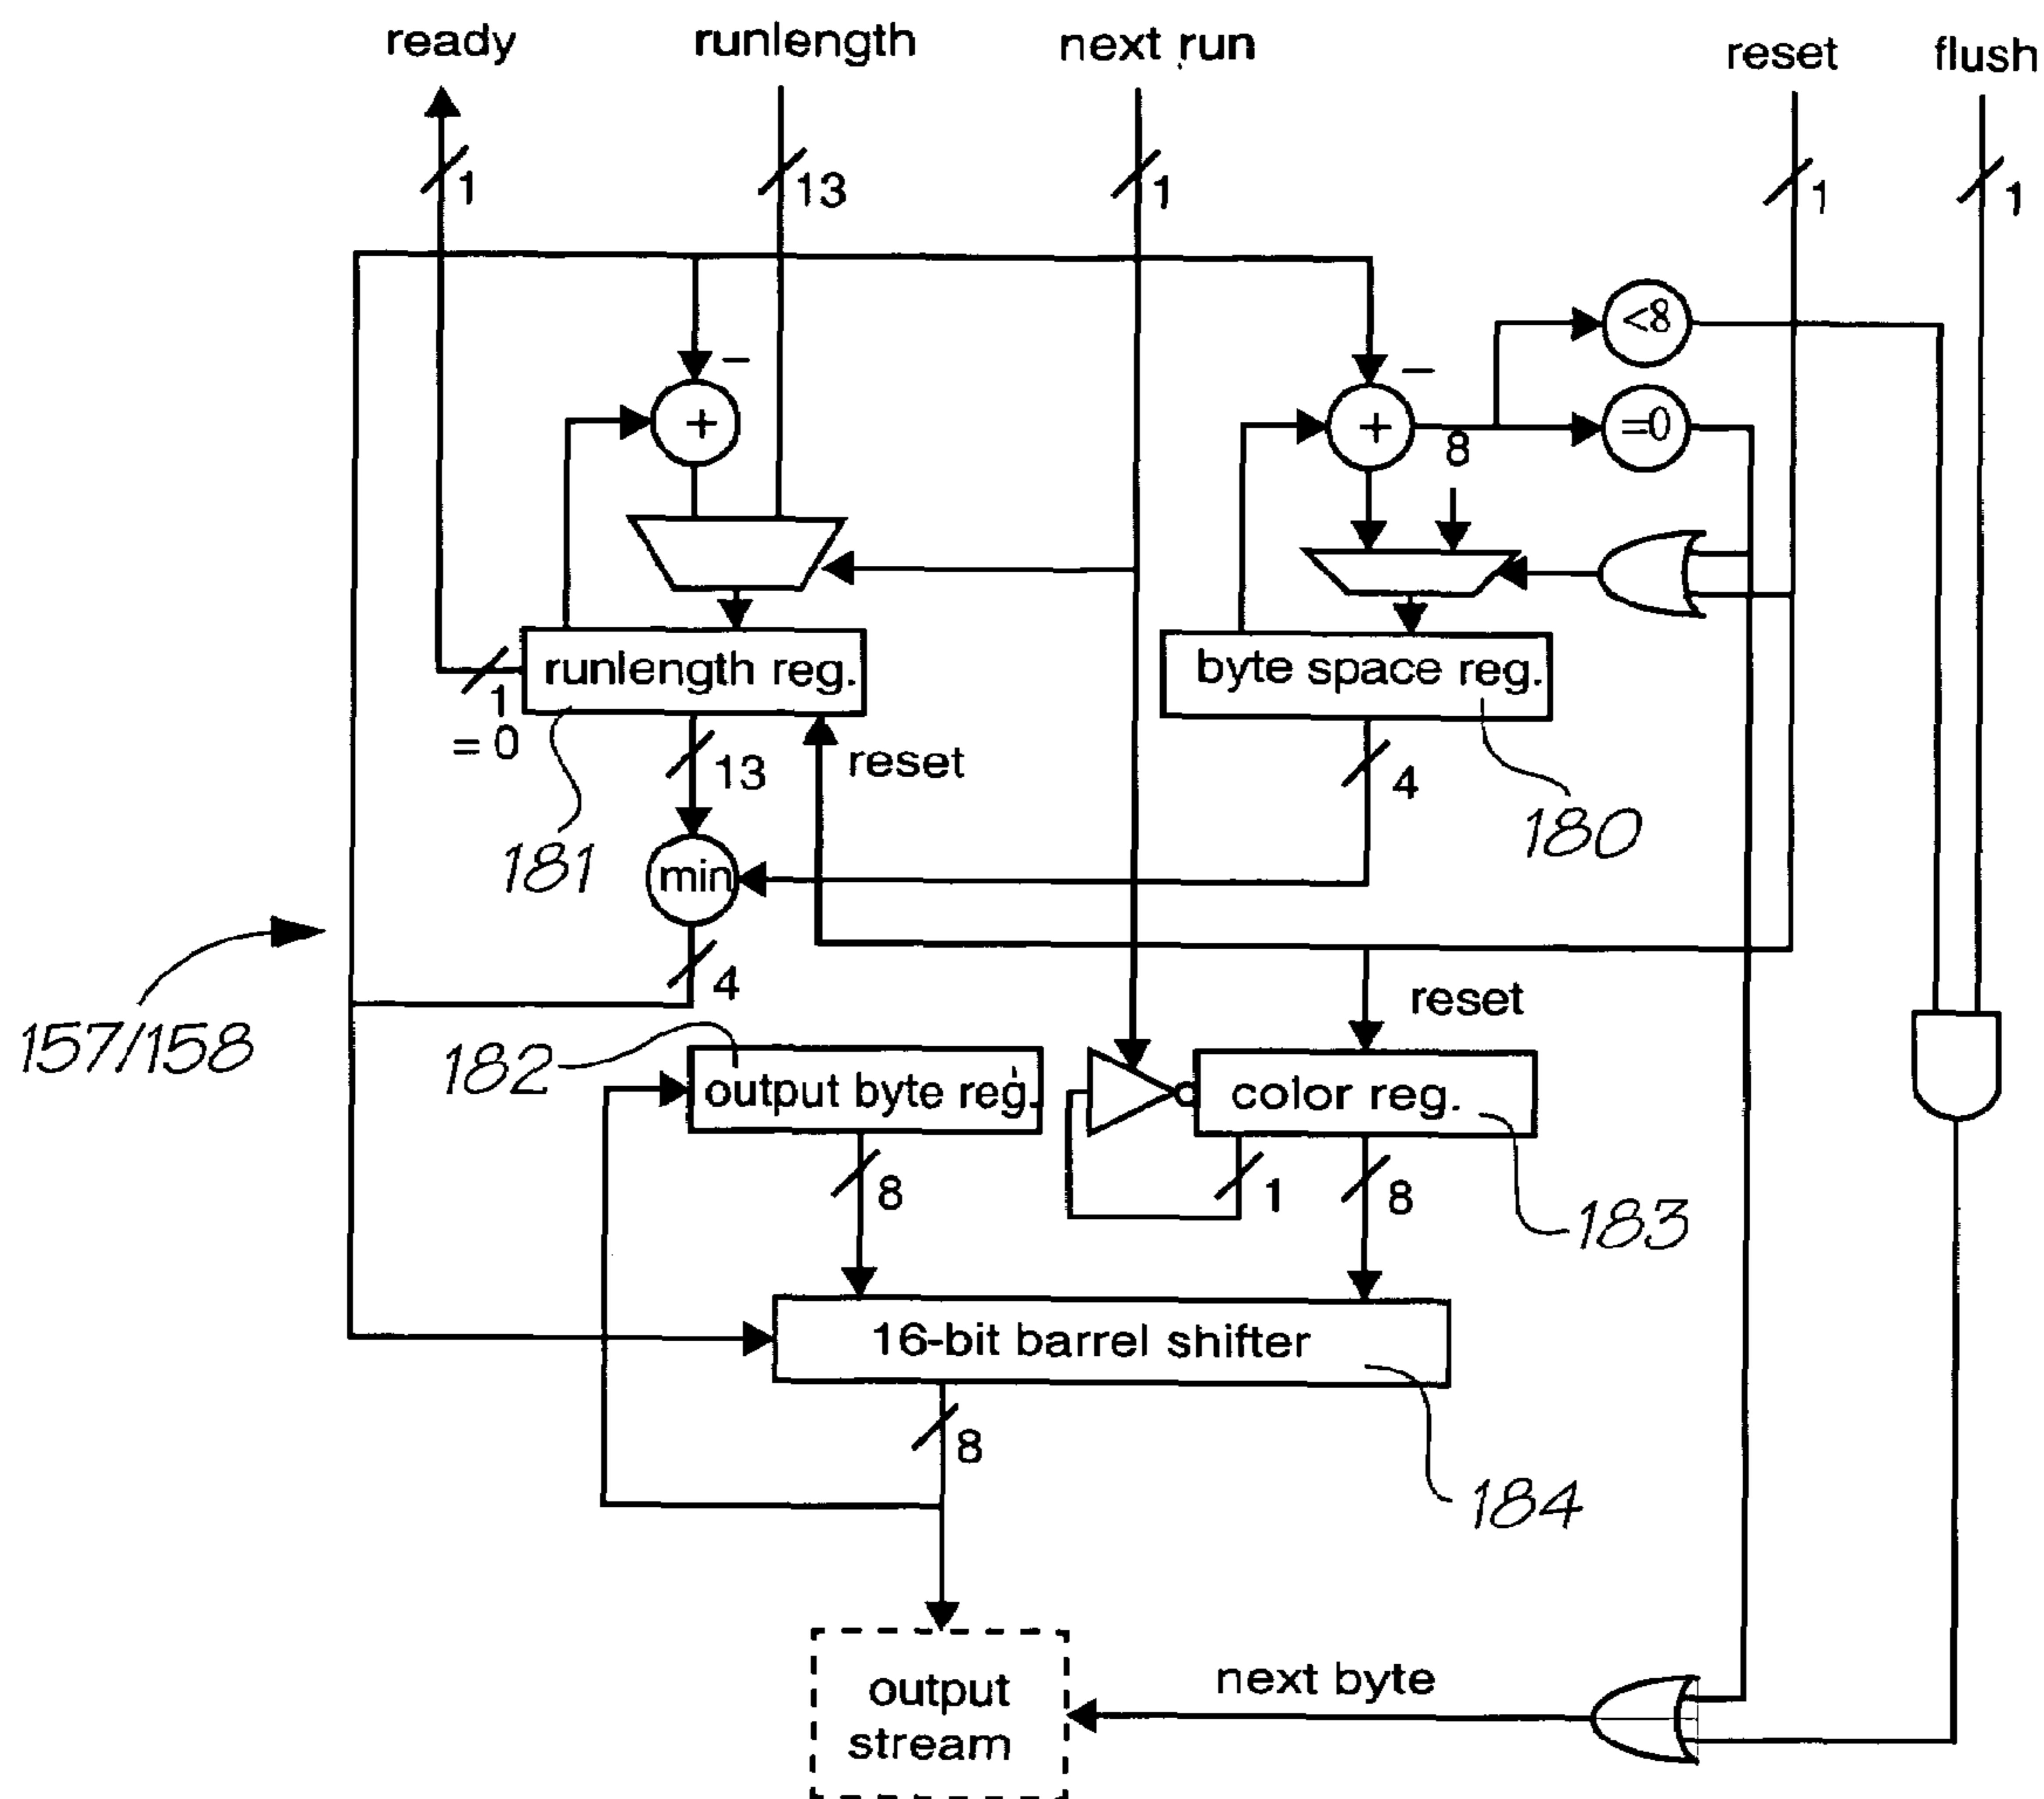 ready runlength next run reset flush
1 13 1 1 1
<8
−
−
+ + =0
8
runlength reg. byte space reg.
1
= 0 13 reset 4
181 180
min
4
157/158 reset
182 output byte reg. color reg.
8 1 8
183
16-bit barrel shifter
8
184
next byte
output
stream